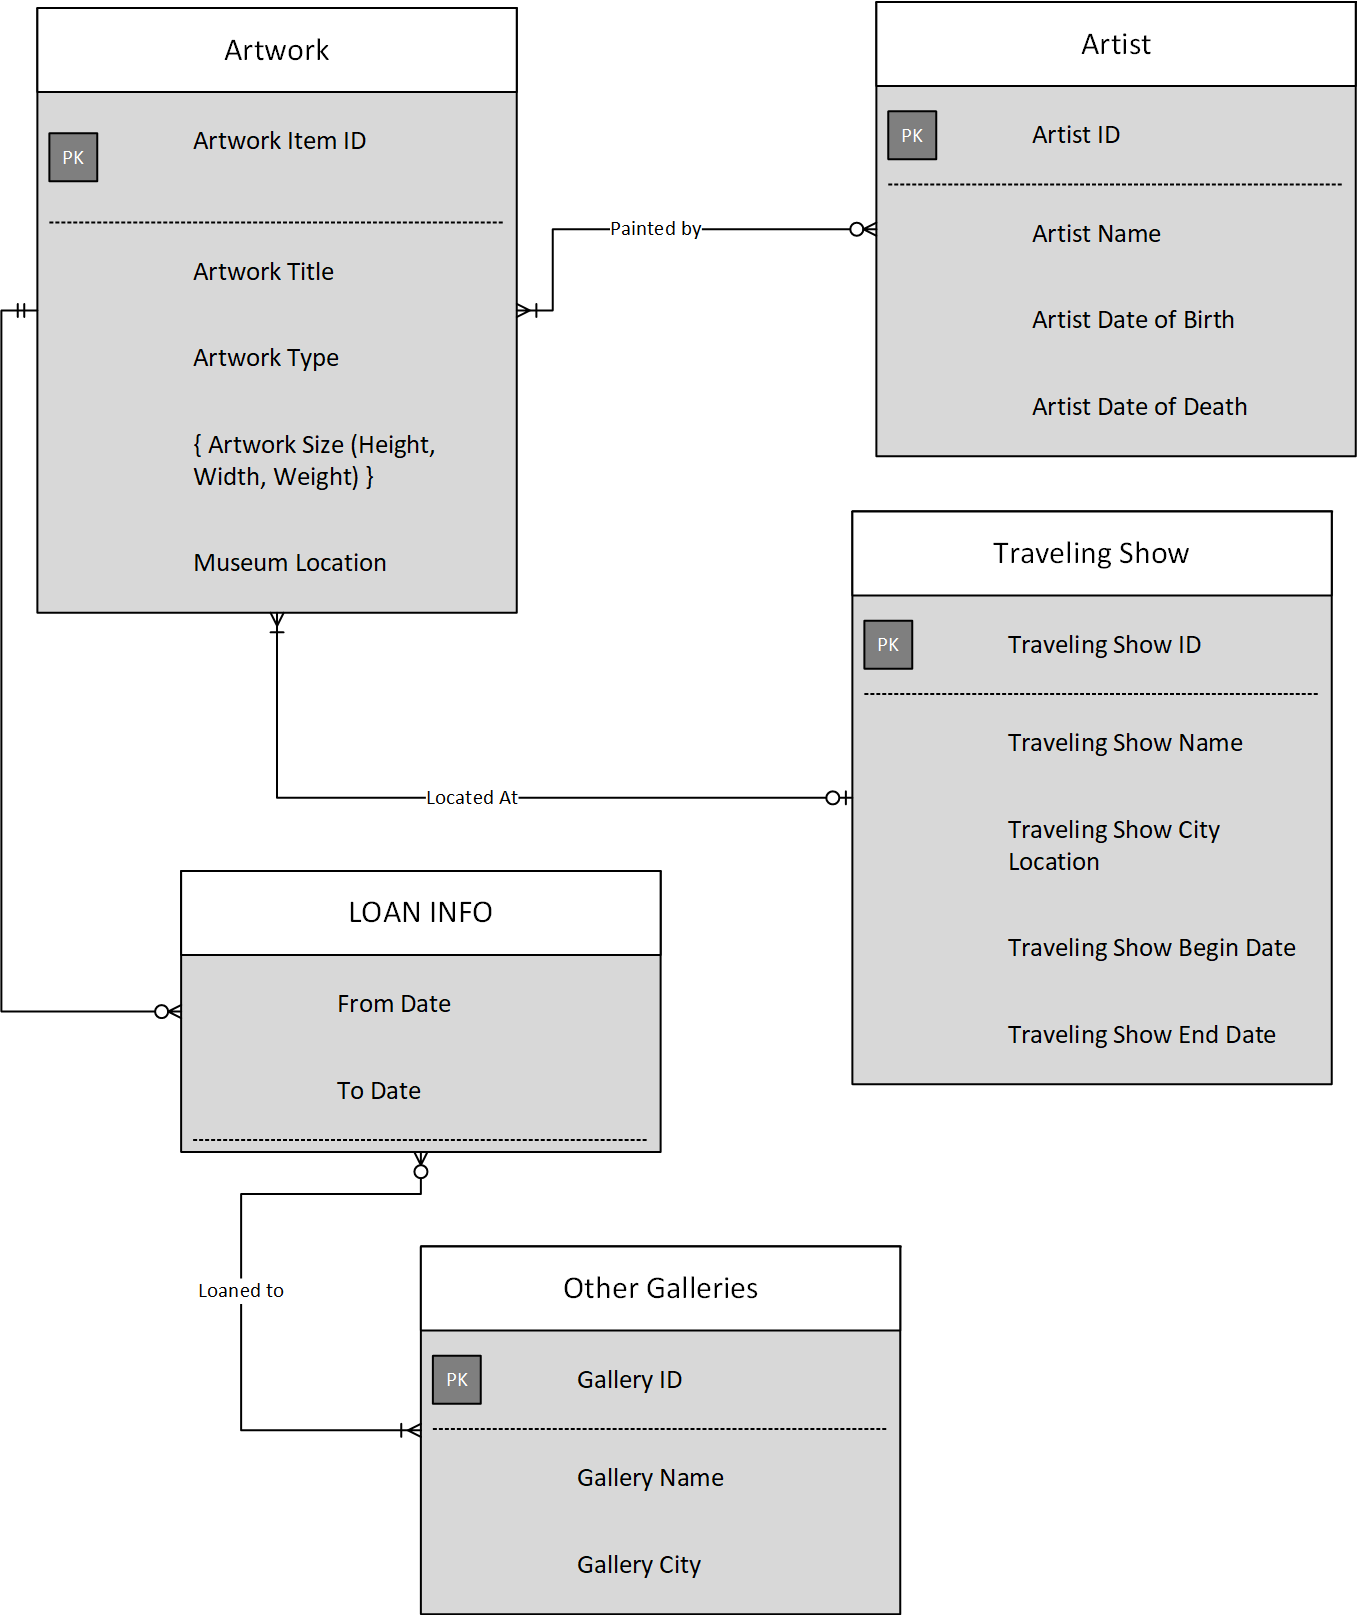 Artwork
PK
Artwork Item ID
Artwork Title
Artwork Type
{ Artwork Size (Height,
Width, Weight) }
Museum Location
Painted by
Artist
PK
Artist ID
Artist Name
Artist Date of Birth
Artist Date of Death
Traveling Show
PK
Traveling Show ID
Traveling Show Name
Traveling Show City
Location
Traveling Show Begin Date
Traveling Show End Date
Located At
LOAN INFO
From Date
To Date
Loaned to
Other Galleries
PK
Gallery ID
Gallery Name
Gallery City